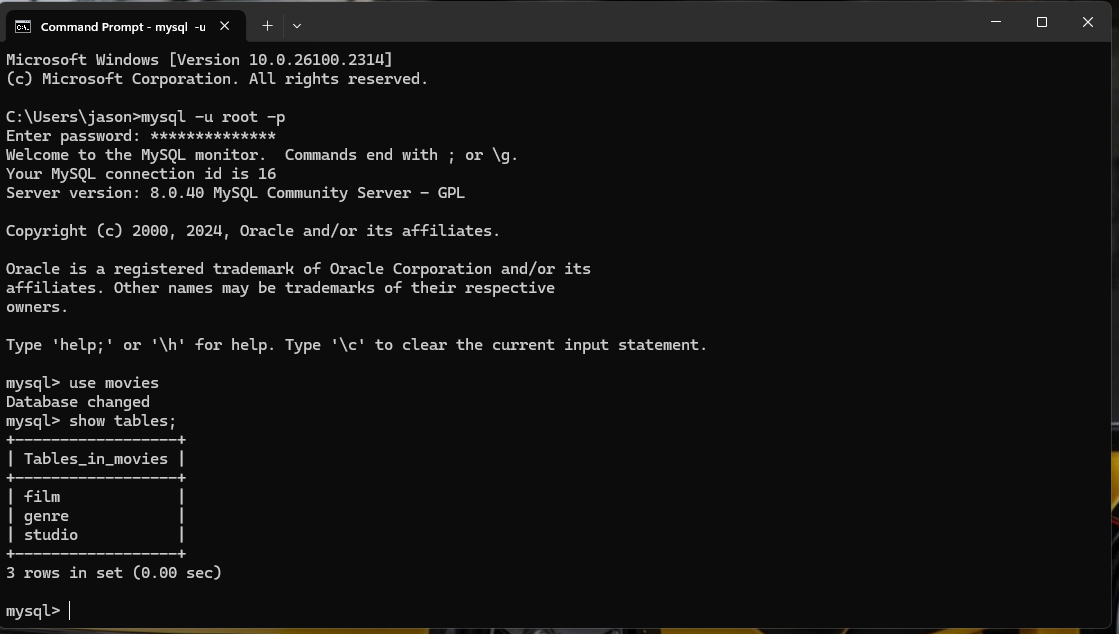 Command Prompt - mysql -u
Microsoft Windows [Version 10.0.26100.2314]
(c) Microsoft Corporation. All rights reserved.
C:\Users\jason>mysql -u root -p
Enter password: **************
Welcome to the MySQL monitor.  Commands end with ; or \g.
Your MySQL connection id is 16
Server version: 8.0.40 MySQL Community Server - GPL
Copyright (c) 2000, 2024, Oracle and/or its affiliates.
Oracle is a registered trademark of Oracle Corporation and/or its
affiliates. Other names may be trademarks of their respective
owners.
Type 'help;' or '\h' for help. Type '\c' to clear the current input statement.
mysql> use movies
Database changed
mysql> show tables;
+------------------+
| Tables_in_movies |
+------------------+
| film             |
| genre            |
| studio           |
+------------------+
3 rows in set (0.00 sec)
mysql>